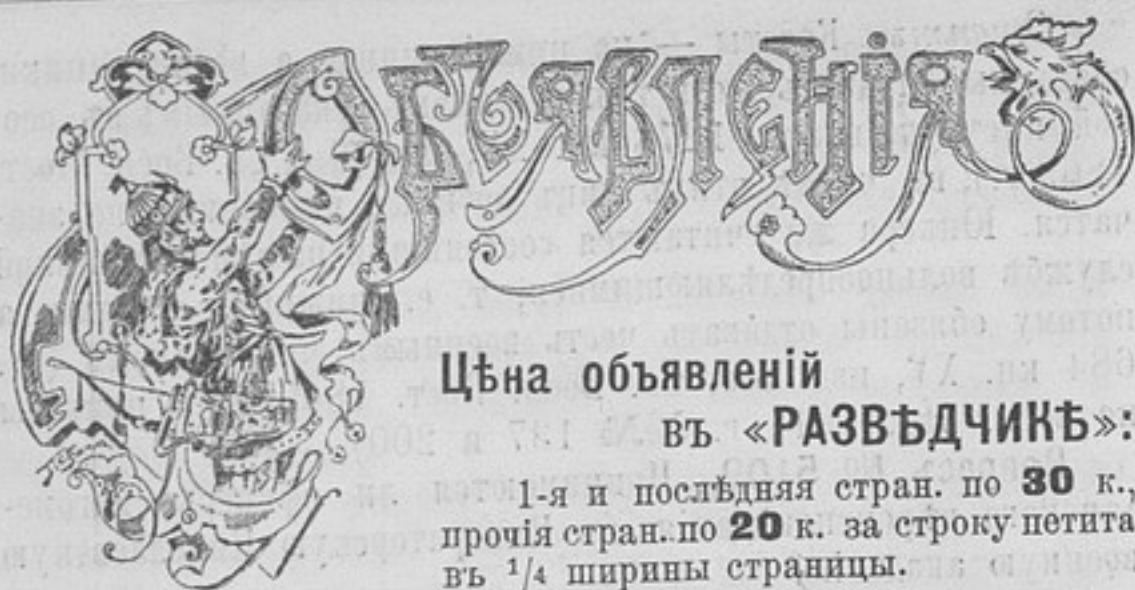 ОБЪЯВЛЕНІЯ
Цѣна объявленій
въ «РАЗВѢДЧИКѢ»:
1-я и послѣдняя стран. по 30 к.,
прочія стран. по 20 к. за строку петита
въ 1/4 ширины страницы.